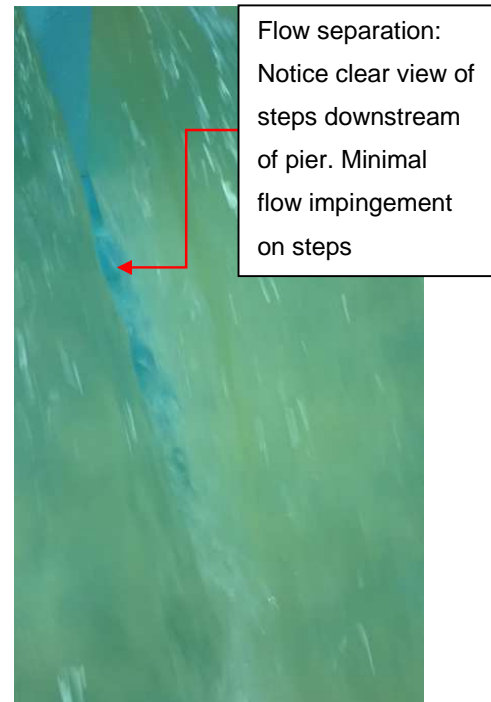 Flow separation:
Notice clear view of
steps downstream
of pier. Minimal
flow impingement
on steps